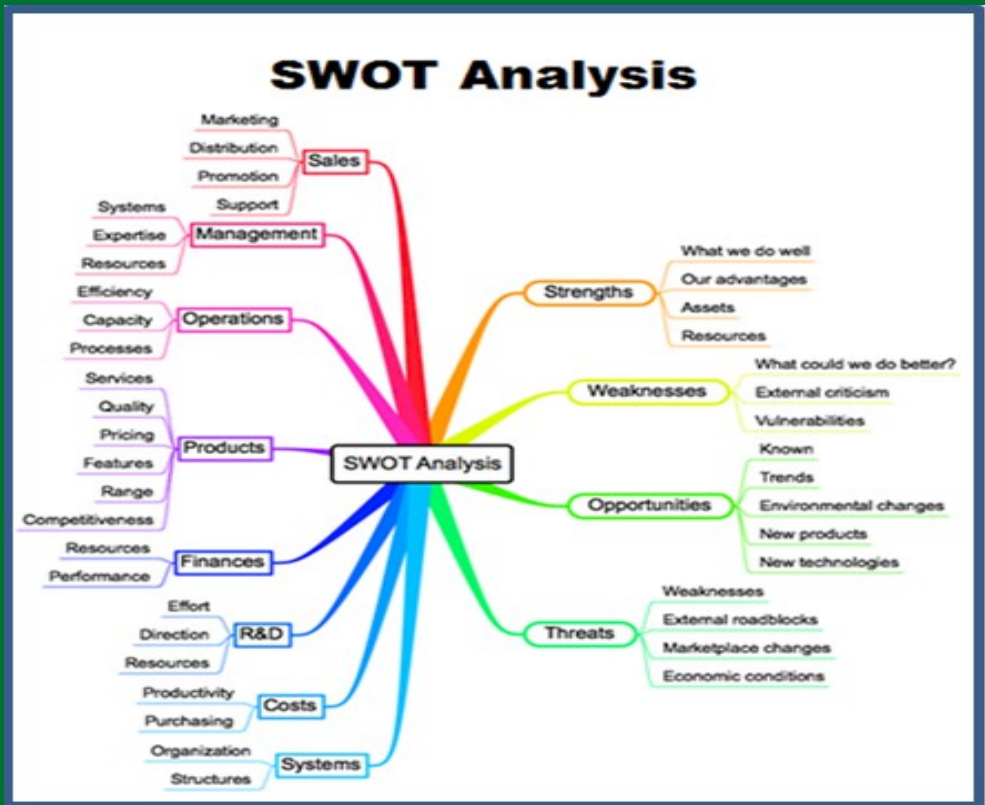 SWOT Analysis
Marketing
Distribution
Promotion
Support
Sales
Systems
Expertise
Resources
Management
Efficiency
Capacity
Processes
Operations
Services
Quality
Pricing
Features
Range
Competitiveness
Products
Resources
Performance
Finances
Effort
Direction
Resources
R&D
Productivity
Purchasing
Costs
Organization
Structures
Systems
SWOT Analysis
Strengths
What we do well
Our advantages
Assets
Resources
Weaknesses
What could we do better?
External criticism
Vulnerabilities
Opportunities
Known
Trends
Environmental changes
New products
New technologies
Threats
Weaknesses
External roadblocks
Marketplace changes
Economic conditions